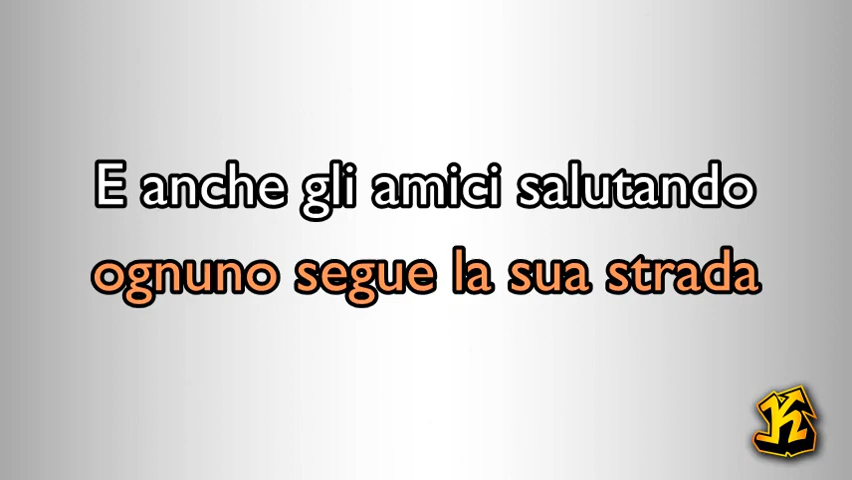 E anche gli amici salutando
ognuno segue la sua strada
K